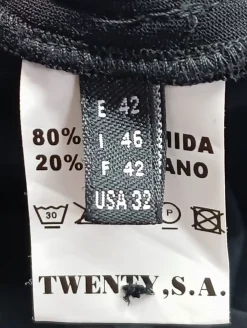 E 42
I 46
F 42
USA 32
80% MIDA
20% ANO
30 P
TWENTY, S.A.